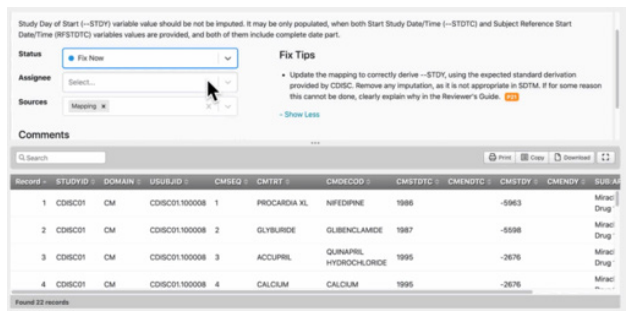 Study Day of Start (--STDY) variable value should be not be imputed. It may be only populated, when both Start Study Date/Time (--STDTC) and Subject Reference Start
Date/Time (RFSTDTC) variables values are provided, and both of them include complete date part.
Status
Fix Now
Assignee
Select...
Sources
Mapping ×
Fix Tips
• Update the mapping to correctly derive --STDY, using the expected standard derivation
provided by CDISC. Remove any imputation, as it is not appropriate in SDTM. If for some reason
this cannot be done, clearly explain why in the Reviewer's Guide. P21
- Show Less
Comments
Search
Print Copy Download
Record STUDYID DOMAIN USUBJID CMSEQ CMTRT CMDECOD CMSTDTC CMENDTC CMSTDY CMENDY
1 CDISC01 CM CDISC01.100008 1 PROCARDIA XL NIFEDIPINE 1986 -5963 Miracl
Drug
2 CDISC01 CM CDISC01.100008 2 GLYBURIDE GLIBENCLAMIDE 1987 -5598 Miracl
Drug
3 CDISC01 CM CDISC01.100008 3 ACCUPRIL QUINAPRIL
HYDROCHLORIDE 1995 -2676 Miracl
Drug
4 CDISC01 CM CDISC01.100008 4 CALCIUM CALCIUM 1995 -2676 Miracl
Found 22 records